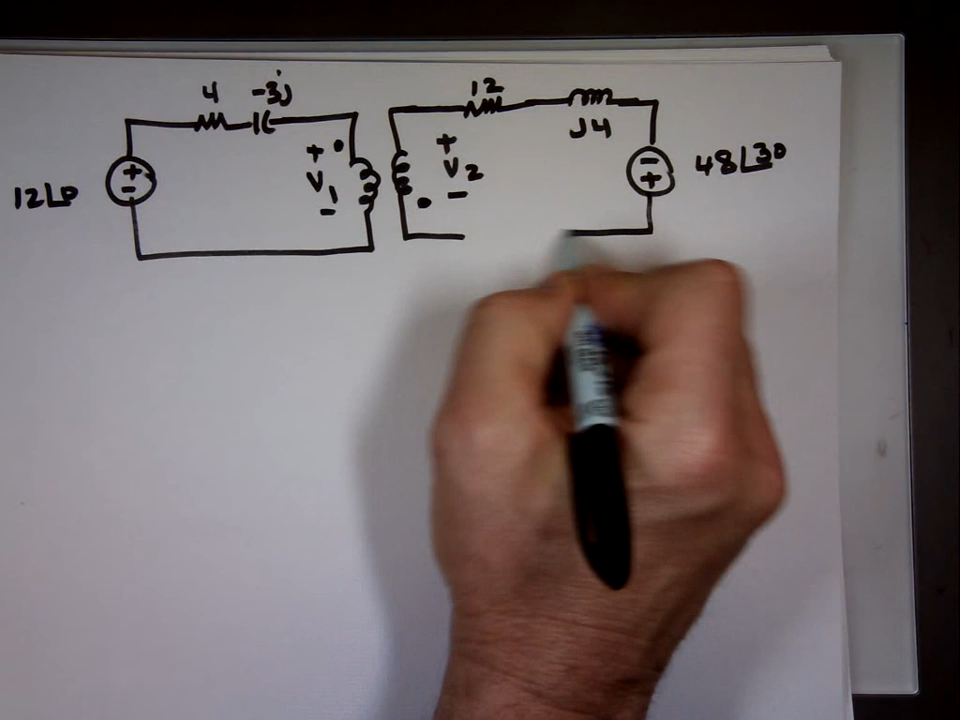 4 -3j 12
+ V1 -
+ V2 -
J4
12∠0
+ -
- +
48∠30